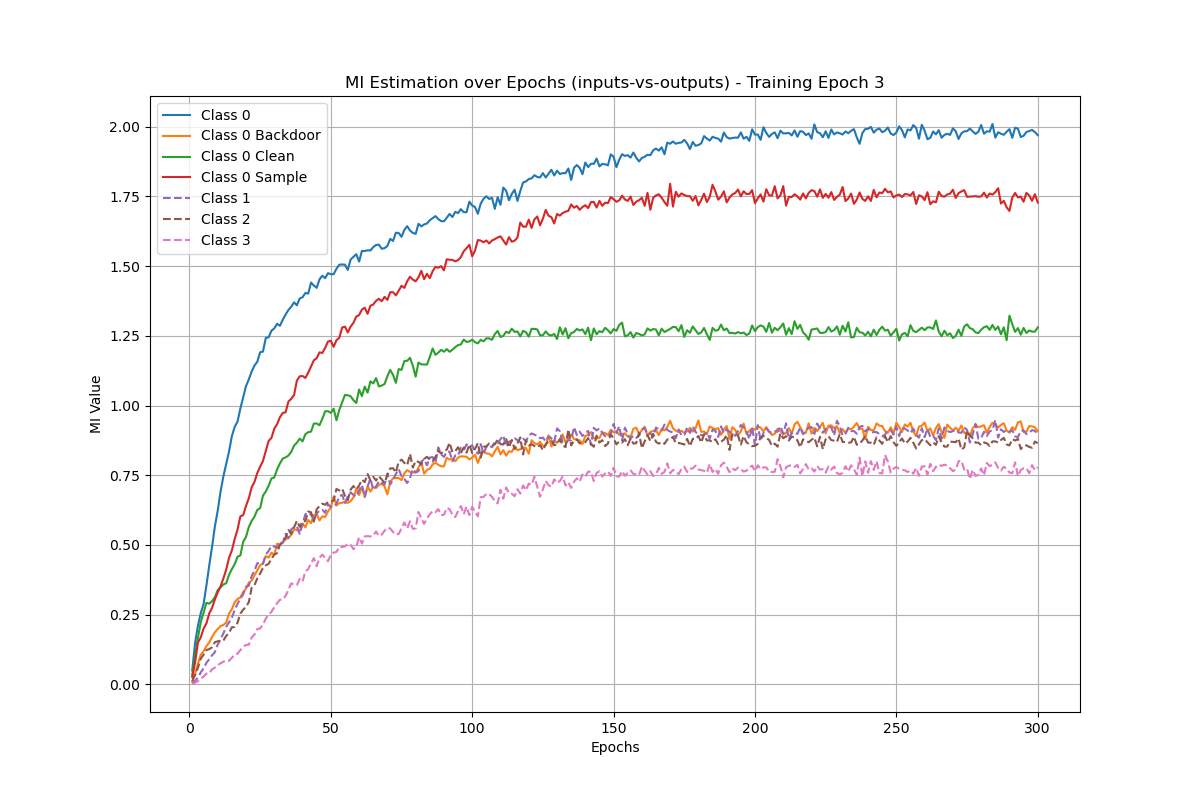 MI Estimation over Epochs (inputs-vs-outputs) - Training Epoch 3
Class 0
Class 0 Backdoor
Class 0 Clean
Class 0 Sample
Class 1
Class 2
Class 3
MI Value
2.00
1.75
1.50
1.25
1.00
0.75
0.50
0.25
0.00
0 50 100 150 200 250 300
Epochs